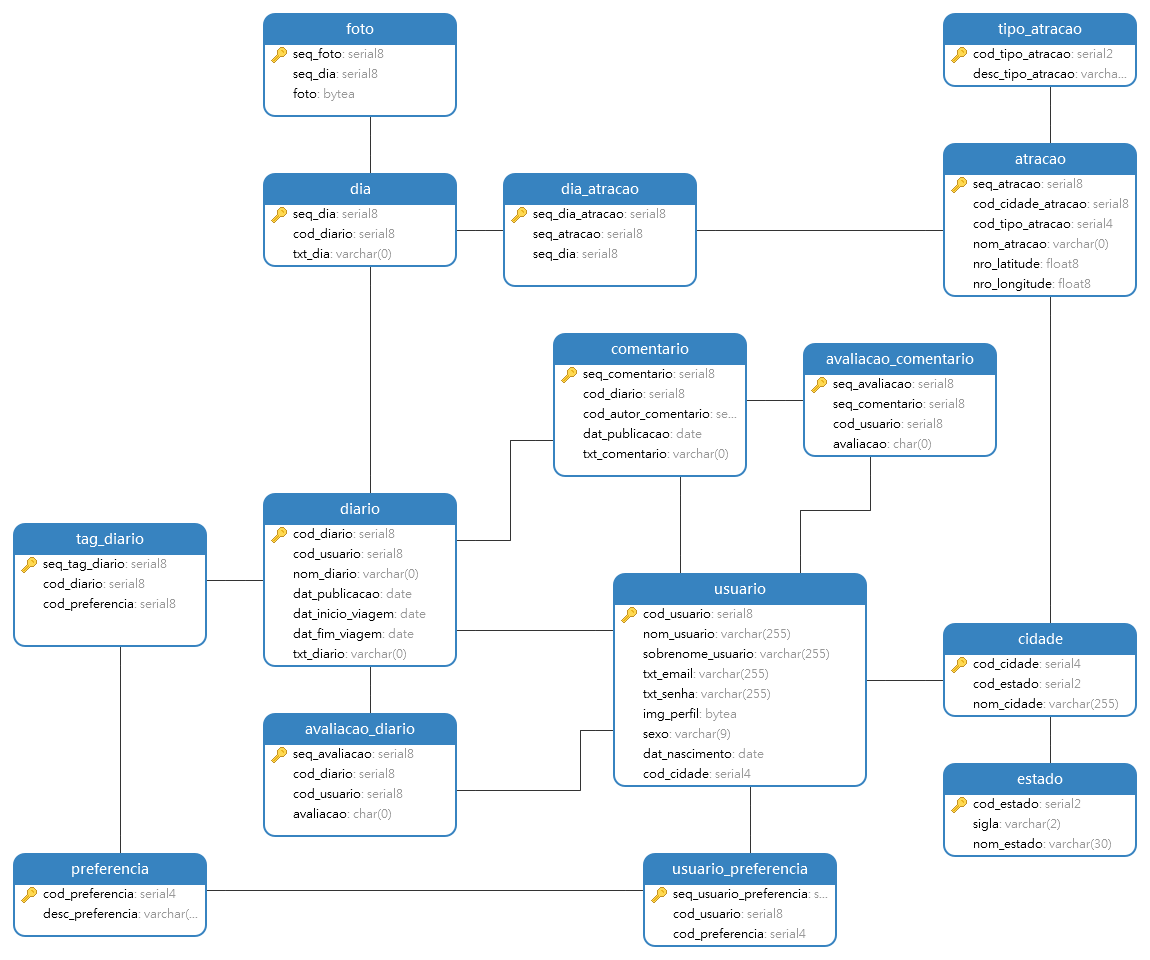 foto
seq_foto: serial8
seq_dia: serial8
foto: bytea
tipo_atracao
cod_tipo_atracao: serial2
desc_tipo_atracao: varcha...
dia
seq_dia: serial8
cod_diario: serial8
txt_dia: varchar(0)
dia_atracao
seq_dia_atracao: serial8
seq_atracao: serial8
seq_dia: serial8
atracao
seq_atracao: serial8
cod_cidade_atracao: serial8
cod_tipo_atracao: serial4
nom_atracao: varchar(0)
nro_latitude: float8
nro_longitude: float8
comentario
seq_comentario: serial8
cod_diario: serial8
cod_autor_comentario: se...
dat_publicacao: date
txt_comentario: varchar(0)
avaliacao_comentario
seq_avaliacao: serial8
seq_comentario: serial8
cod_usuario: serial8
avaliacao: char(0)
diario
cod_diario: serial8
cod_usuario: serial8
nom_diario: varchar(0)
dat_publicacao: date
dat_inicio_viagem: date
dat_fim_viagem: date
txt_diario: varchar(0)
tag_diario
seq_tag_diario: serial8
cod_diario: serial8
cod_preferencia: serial8
usuario
cod_usuario: serial8
nom_usuario: varchar(255)
sobrenome_usuario: varchar(255)
txt_email: varchar(255)
txt_senha: varchar(255)
img_perfil: bytea
sexo: varchar(9)
dat_nascimento: date
cod_cidade: serial4
cidade
cod_cidade: serial4
cod_estado: serial2
nom_cidade: varchar(255)
avaliacao_diario
seq_avaliacao: serial8
cod_diario: serial8
cod_usuario: serial8
avaliacao: char(0)
estado
cod_estado: serial2
sigla: varchar(2)
nom_estado: varchar(30)
preferencia
cod_preferencia: serial4
desc_preferencia: varchar(...
usuario_preferencia
seq_usuario_preferencia: s...
cod_usuario: serial8
cod_preferencia: serial4